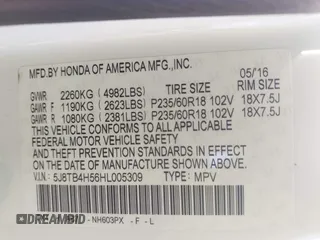 MFD.BY HONDA OF AMERICA MFG.,INC. 05/16
GVWR 2260KG (4982LBS) TIRE SIZE RIM SIZE
GAWR F 1190KG (2623LBS) P235/60R18 102V 18X7.5J
GAWR R 1080KG (2381LBS) P235/60R18 102V 18X7.5J
THIS VEHICLE CONFORMS TO ALL APPLICABLE
FEDERAL MOTOR VEHICLE SAFETY AND
THEFT PREVENTION STANDARDS IN EFFECT ON
THE DATE OF MANUFACTURE SHOWN ABOVE.
V.I.N: 5J8TB4H56HL005309 TYPE: MPV
NH603PX -F -L
DREAMBID